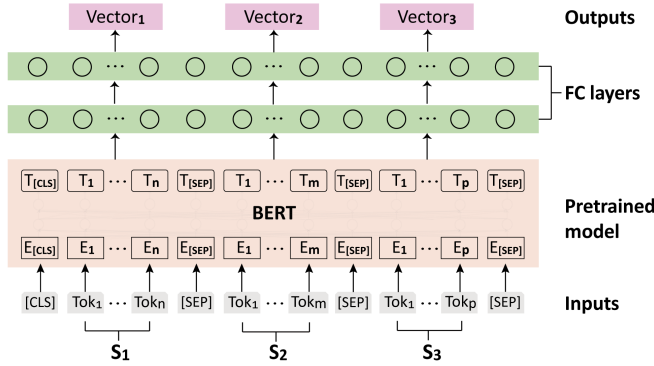 Vector1 Vector2 Vector3 Outputs
... ... ...
... ... ...
FC layers
T[CLS] T1 ... Tn T[SEP] T1 ... Tm T[SEP] T1 ... Tp T[SEP]
BERT
Pretrained
model
E[CLS] E1 ... En E[SEP] E1 ... Em E[SEP] E1 ... Ep E[SEP]
[CLS] Tok1 ... Tokn [SEP] Tok1 ... Tokm [SEP] Tok1 ... Tokp [SEP] Inputs
S1 S2 S3